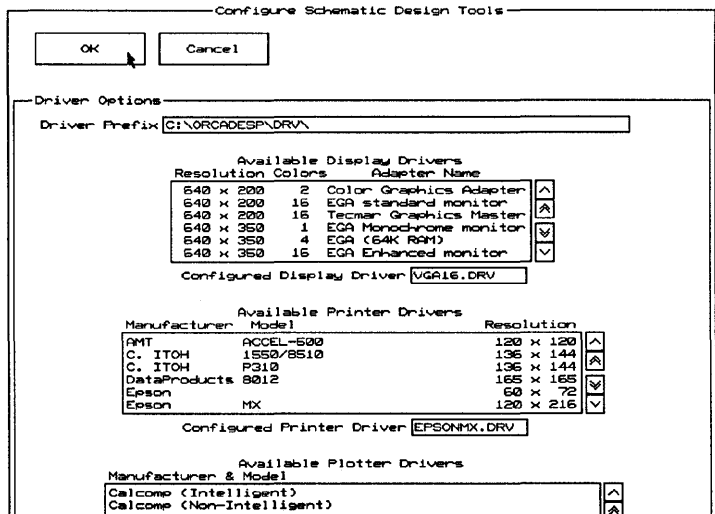 Configure Schematic Design Tools
OK Cancel
Driver Options
Driver Prefix C:\ORCADESP\DRV\
Available Display Drivers
Resolution Colors Adapter Name
640 x 200 2 Color Graphics Adapter
640 x 200 16 EGA standard monitor
640 x 200 16 Tecmar Graphics Master
640 x 350 1 EGA Monochrome monitor
640 x 350 4 EGA (64K RAM)
640 x 350 16 EGA Enhanced monitor
Configured Display Driver VGA16.DRV
Available Printer Drivers
Manufacturer Model Resolution
AMT ACCEL-500 120 x 120
C. ITOH 1550/8510 136 x 144
C. ITOH P310 136 x 144
DataProducts 8012 165 x 165
Epson 60 x 72
Epson MX 120 x 216
Configured Printer Driver EPSONMX.DRV
Available Plotter Drivers
Manufacturer & Model
Calcomp (Intelligent)
Calcomp (Non-Intelligent)